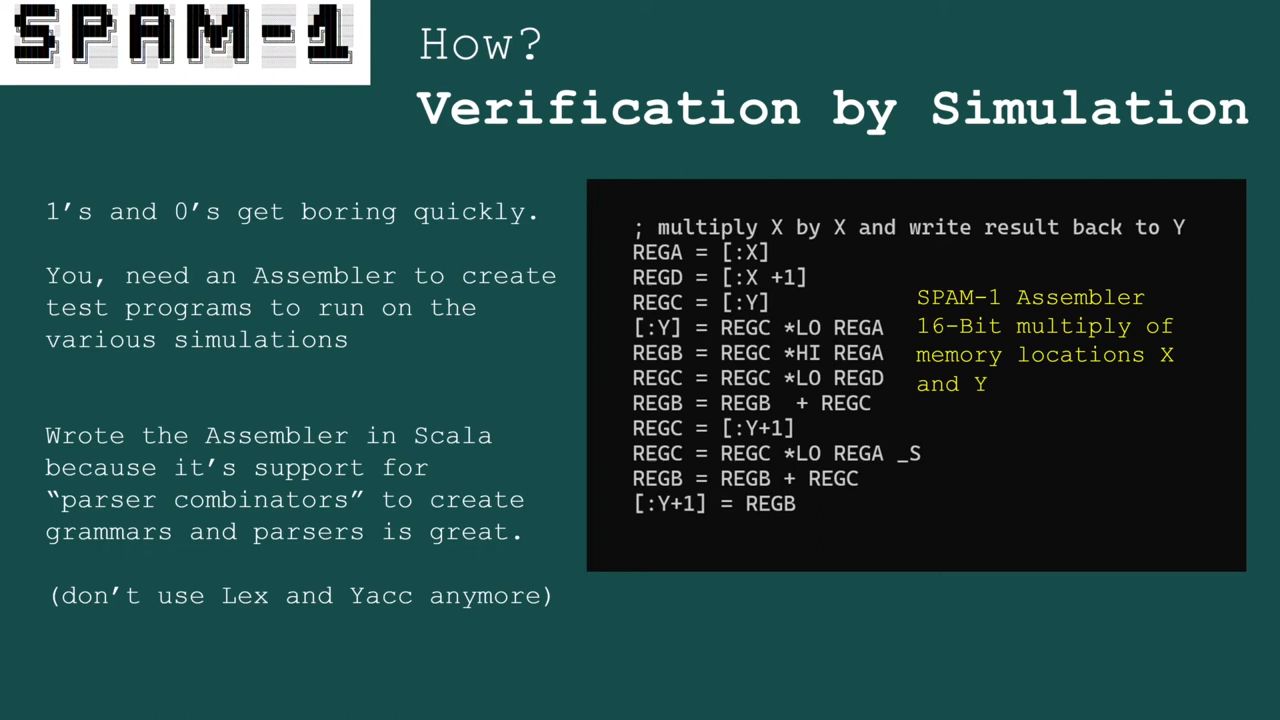 SPAM-1
How?
Verification by Simulation
1’s and 0’s get boring quickly.
You, need an Assembler to create
test programs to run on the
various simulations
Wrote the Assembler in Scala
because it’s support for
“parser combinators” to create
grammars and parsers is great.
(don’t use Lex and Yacc anymore)
; multiply X by X and write result back to Y
REGA = [:X]
REGD = [:X +1]
REGC = [:Y]
[:Y] = REGC *LO REGA
REGB = REGC *HI REGA
REGC = REGC *LO REGD
REGB = REGB  + REGC
REGC = [:Y+1]
REGC = REGC *LO REGA _S
REGB = REGB + REGC
[:Y+1] = REGB
SPAM-1 Assembler
16-Bit multiply of
memory locations X
and Y